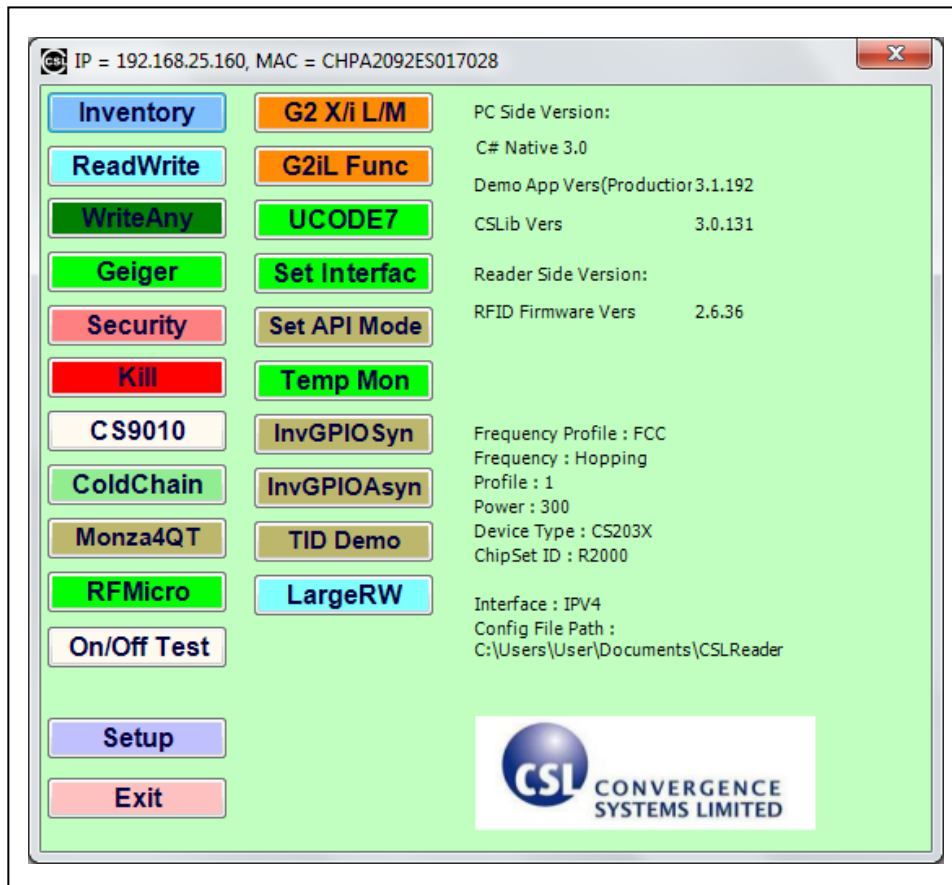 CSL IP = 192.168.25.160, MAC = CHPA2092ES017028
Inventory
ReadWrite
WriteAny
Geiger
Security
Kill
CS9010
ColdChain
Monza4QT
RFMicro
On/Off Test
Setup
Exit
G2 X/i L/M
G2iL Func
UCODE7
Set Interfac
Set API Mode
Temp Mon
InvGPIOSyn
InvGPIOAsyn
TID Demo
LargeRW
PC Side Version:
C# Native 3.0
Demo App Vers(Production 3.1.192
CSLib Vers 3.0.131
Reader Side Version:
RFID Firmware Vers 2.6.36
Frequency Profile : FCC
Frequency : Hopping
Profile : 1
Power : 300
Device Type : CS203X
ChipSet ID : R2000
Interface : IPV4
Config File Path :
C:\Users\User\Documents\CSLReader
CSL CONVERGENCE
SYSTEMS LIMITED